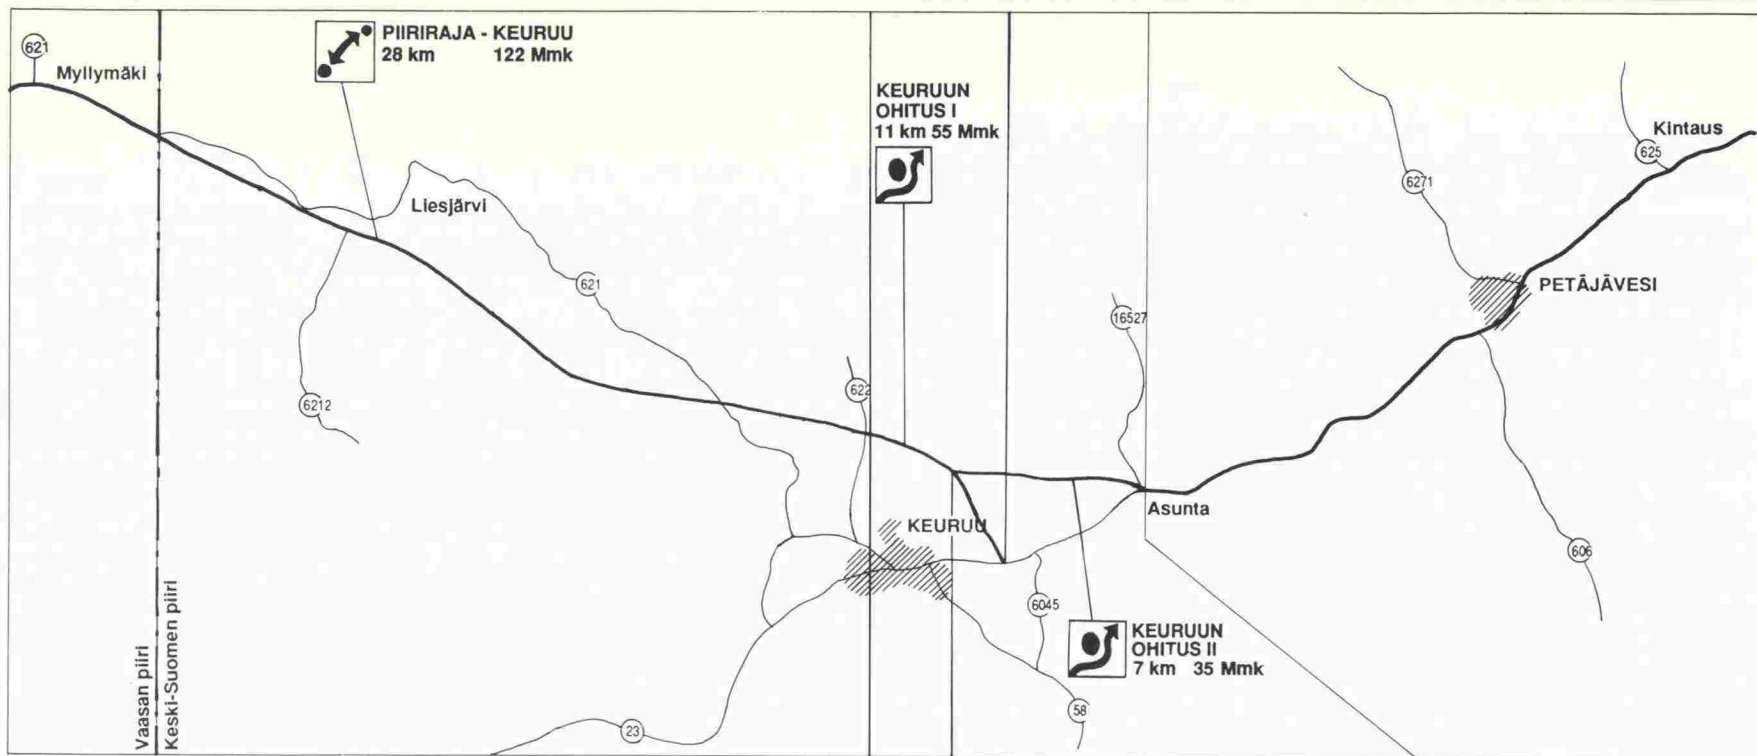 621
Myllymäki
PIIRIRAJA - KEURUU
28 km 122 Mmk
KEURUUN
OHITUS I
11 km 55 Mmk
Kintaus
625
6271
Liesjärvi
621
PETÄJÄVESI
16527
622
6212
Asunta
KEURUU
606
6045
KEURUUN
OHITUS II
7 km 35 Mmk
58
23
Vaasan piiri
Keski-Suomen piiri